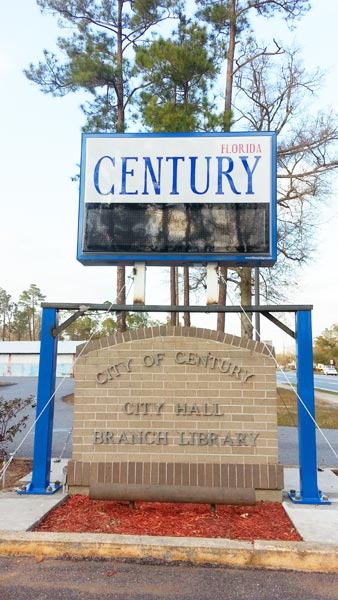 FLORIDA
CENTURY
CITY OF CENTURY
CITY HALL
BRANCH LIBRARY